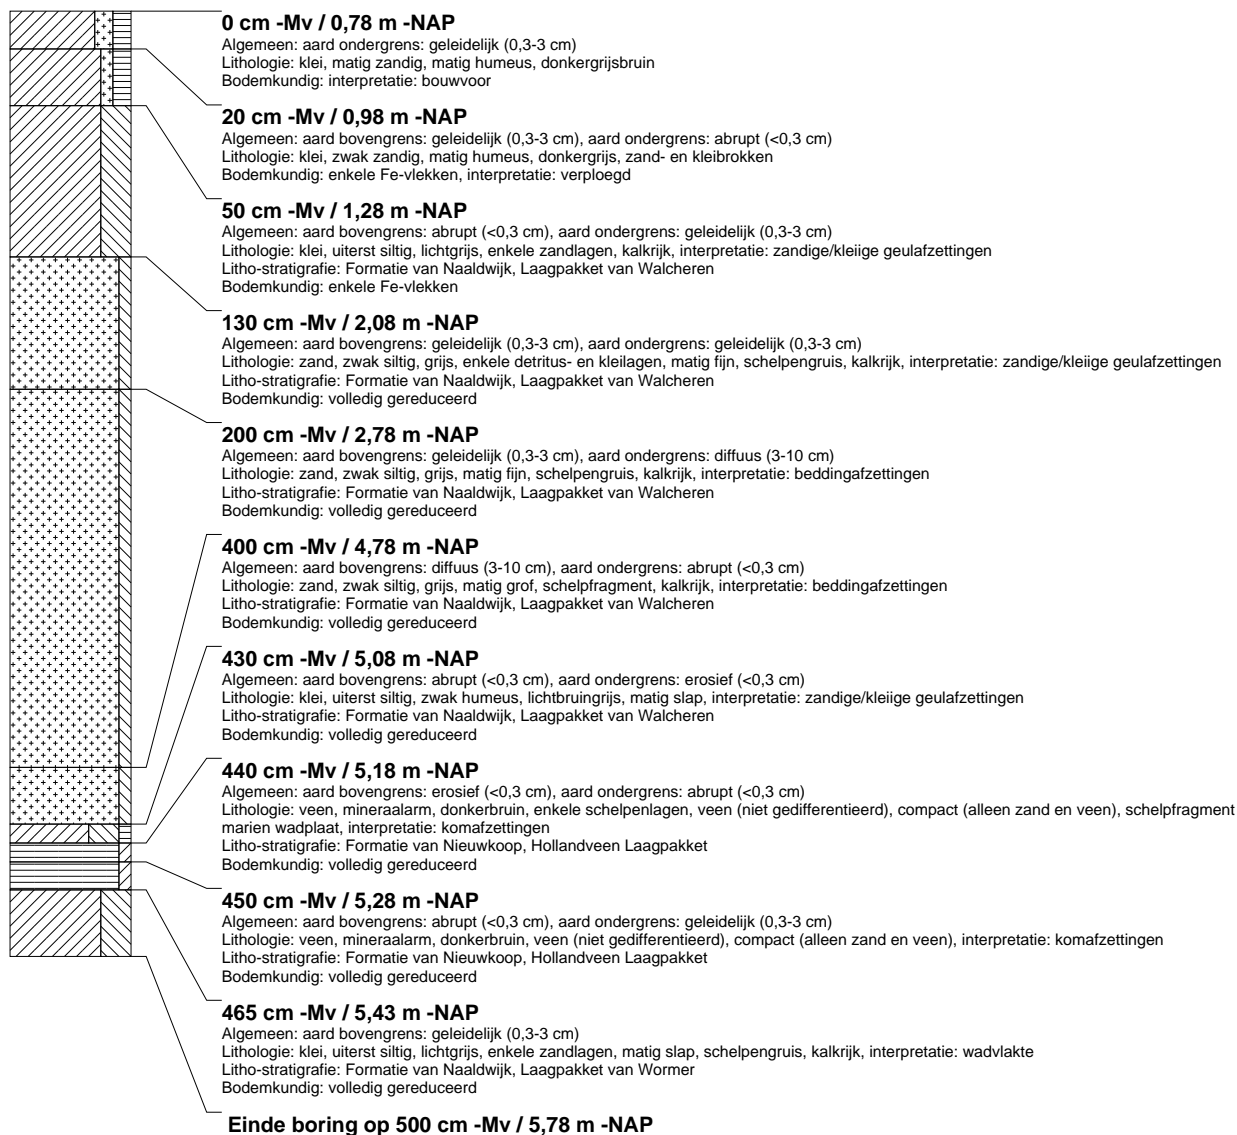 0 cm -Mv / 0,78 m -NAP
Algemeen: aard ondergrens: geleidelijk (0,3-3 cm)
Lithologie: klei, matig zandig, matig humeus, donkergrijsbruin
Bodemkundig: interpretatie: bouwvoor
20 cm -Mv / 0,98 m -NAP
Algemeen: aard bovengrens: geleidelijk (0,3-3 cm), aard ondergrens: abrupt (<0,3 cm)
Lithologie: klei, zwak zandig, matig humeus, donkergrijs, zand- en kleibrokken
Bodemkundig: enkele Fe-vlekken, interpretatie: verploegd
50 cm -Mv / 1,28 m -NAP
Algemeen: aard bovengrens: abrupt (<0,3 cm), aard ondergrens: geleidelijk (0,3-3 cm)
Lithologie: klei, uiterst siltig, lichtgrijs, enkele zandlagen, kalkrijk, interpretatie: zandige/kleiige geulafzettingen
Litho-stratigrafie: Formatie van Naaldwijk, Laagpakket van Walcheren
Bodemkundig: enkele Fe-vlekken
130 cm -Mv / 2,08 m -NAP
Algemeen: aard bovengrens: geleidelijk (0,3-3 cm), aard ondergrens: geleidelijk (0,3-3 cm)
Lithologie: zand, zwak siltig, grijs, enkele detritus- en kleilagen, matig fijn, schelpengruis, kalkrijk, interpretatie: zandige/kleiige geulafzettingen
Litho-stratigrafie: Formatie van Naaldwijk, Laagpakket van Walcheren
Bodemkundig: volledig gereduceerd
200 cm -Mv / 2,78 m -NAP
Algemeen: aard bovengrens: geleidelijk (0,3-3 cm), aard ondergrens: diffuus (3-10 cm)
Lithologie: zand, zwak siltig, grijs, matig fijn, schelpengruis, kalkrijk, interpretatie: beddingafzettingen
Litho-stratigrafie: Formatie van Naaldwijk, Laagpakket van Walcheren
Bodemkundig: volledig gereduceerd
400 cm -Mv / 4,78 m -NAP
Algemeen: aard bovengrens: diffuus (3-10 cm), aard ondergrens: abrupt (<0,3 cm)
Lithologie: zand, zwak siltig, grijs, matig grof, schelpfragment, kalkrijk, interpretatie: beddingafzettingen
Litho-stratigrafie: Formatie van Naaldwijk, Laagpakket van Walcheren
Bodemkundig: volledig gereduceerd
430 cm -Mv / 5,08 m -NAP
Algemeen: aard bovengrens: abrupt (<0,3 cm), aard ondergrens: erosief (<0,3 cm)
Lithologie: klei, uiterst siltig, zwak humeus, lichtbruingrijs, matig slap, interpretatie: zandige/kleiige geulafzettingen
Litho-stratigrafie: Formatie van Naaldwijk, Laagpakket van Walcheren
Bodemkundig: volledig gereduceerd
440 cm -Mv / 5,18 m -NAP
Algemeen: aard bovengrens: erosief (<0,3 cm), aard ondergrens: abrupt (<0,3 cm)
Lithologie: veen, mineraalarm, donkerbruin, enkele schelpenlagen, veen (niet gedifferentieerd), compact (alleen zand en veen), schelpfragment
marien wadplaat, interpretatie: komafzettingen
Litho-stratigrafie: Formatie van Nieuwkoop, Hollandveen Laagpakket
Bodemkundig: volledig gereduceerd
450 cm -Mv / 5,28 m -NAP
Algemeen: aard bovengrens: abrupt (<0,3 cm), aard ondergrens: geleidelijk (0,3-3 cm)
Lithologie: veen, mineraalarm, donkerbruin, veen (niet gedifferentieerd), compact (alleen zand en veen), interpretatie: komafzettingen
Litho-stratigrafie: Formatie van Nieuwkoop, Hollandveen Laagpakket
Bodemkundig: volledig gereduceerd
465 cm -Mv / 5,43 m -NAP
Algemeen: aard bovengrens: geleidelijk (0,3-3 cm)
Lithologie: klei, uiterst siltig, lichtgrijs, enkele zandlagen, matig slap, schelpengruis, kalkrijk, interpretatie: wadvlakte
Litho-stratigrafie: Formatie van Naaldwijk, Laagpakket van Wormer
Bodemkundig: volledig gereduceerd
Einde boring op 500 cm -Mv / 5,78 m -NAP